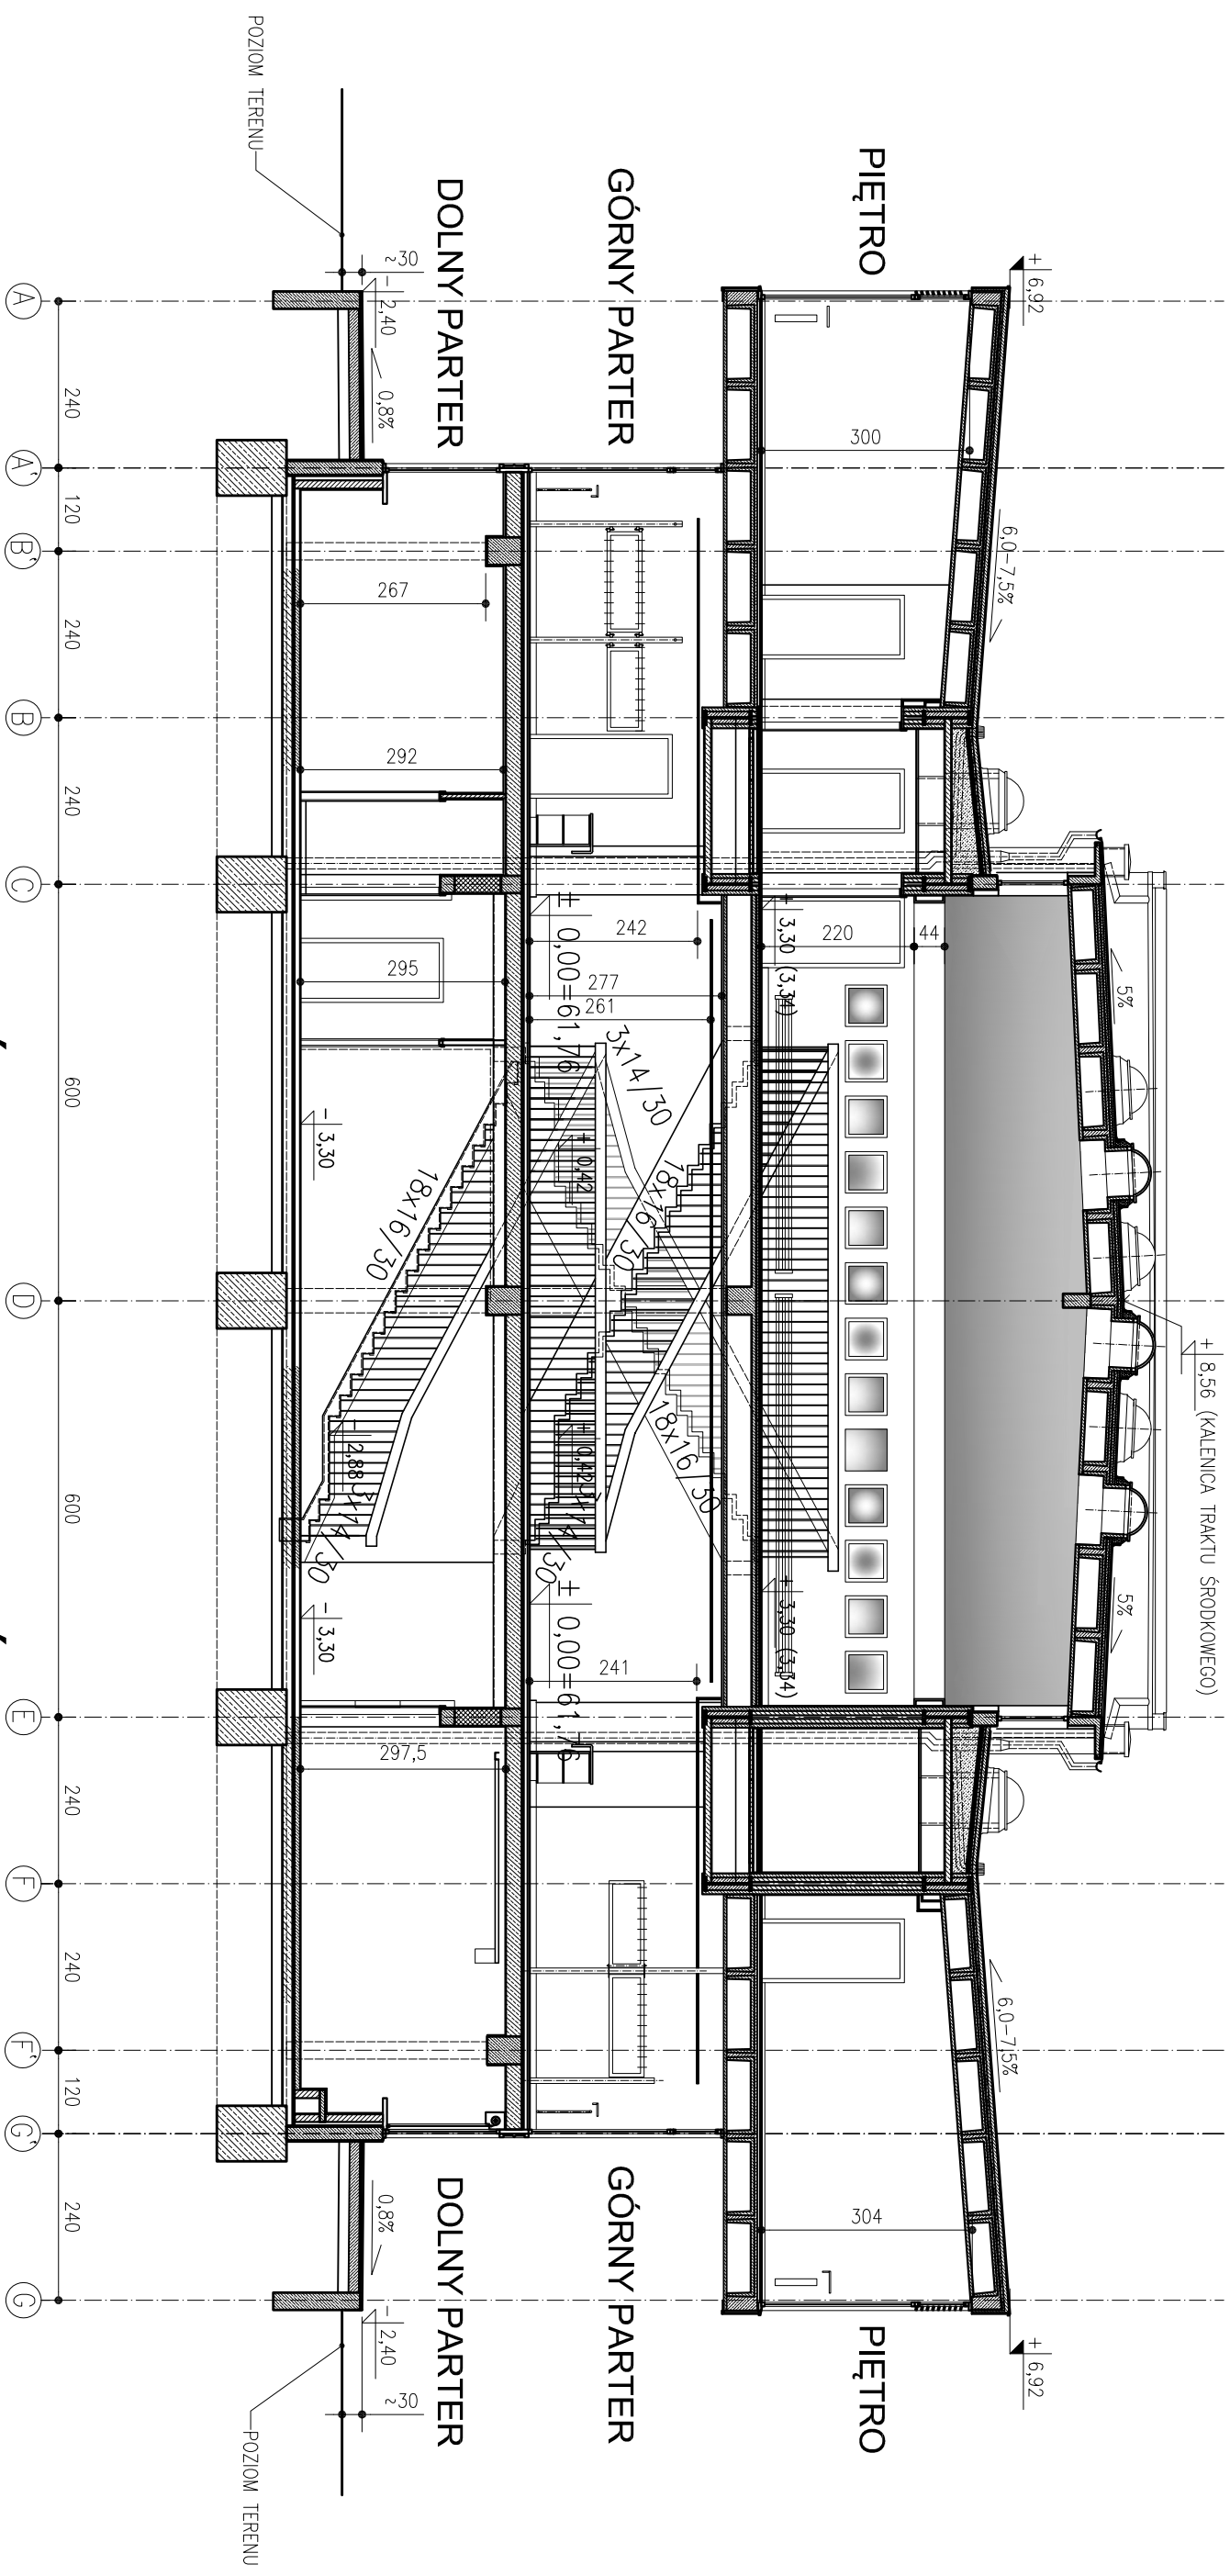 + 8,56 (KALENICA TRAKTU ŚRODKOWEGO)
+ 6,92
6,0-7,5%
5%
5%
6,0-7,5%
+ 6,92
PIĘTRO
300
220
44
304
PIĘTRO
+ 3,30 (3,34)
+ 3,30 (3,34)
GÓRNY PARTER
242
277
261
3x14/30
18x16/30
18x16/30
241
GÓRNY PARTER
+ 0,42
+ 0,42
3x14/30
± 0,00=61,76
± 0,00=61,76
DOLNY PARTER
267
292
295
297,5
DOLNY PARTER
~30
- 2,40
0,8%
- 3,30
18x16/30
- 2,88
3x14/30
- 3,30
0,8%
- 2,40
~30
POZIOM TERENU
POZIOM TERENU
240
120
240
240
600
600
240
240
120
240
A
A'
B'
B
C
D
E
F
F'
G'
G